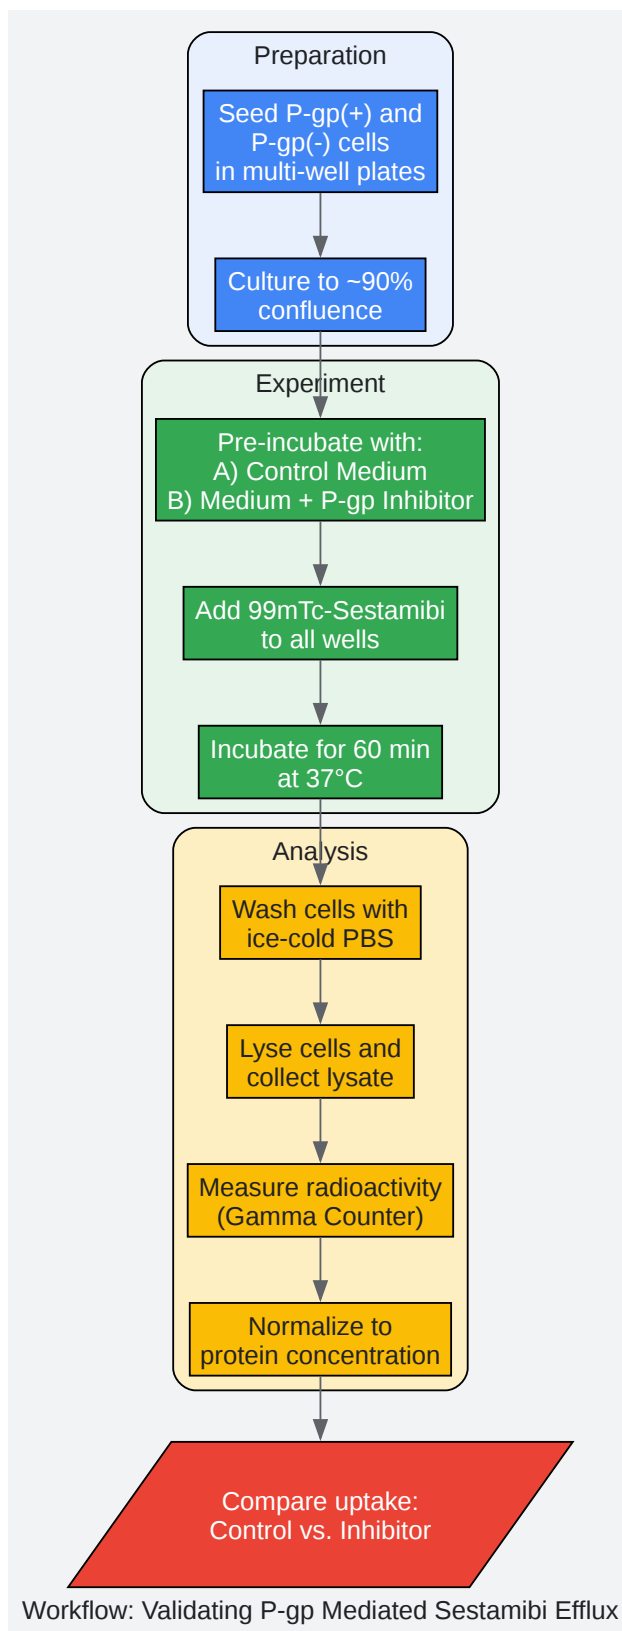 Preparation
Seed P-gp(+) and
P-gp(-) cells
in multi-well plates
Culture to ~90%
confluence
Experiment
Pre-incubate with:
A) Control Medium
B) Medium + P-gp Inhibitor
Add 99mTc-Sestamibi
to all wells
Incubate for 60 min
at 37°C
Analysis
Wash cells with
ice-cold PBS
Lyse cells and
collect lysate
Measure radioactivity
(Gamma Counter)
Normalize to
protein concentration
Compare uptake:
Control vs. Inhibitor
Workflow: Validating P-gp Mediated Sestamibi Efflux